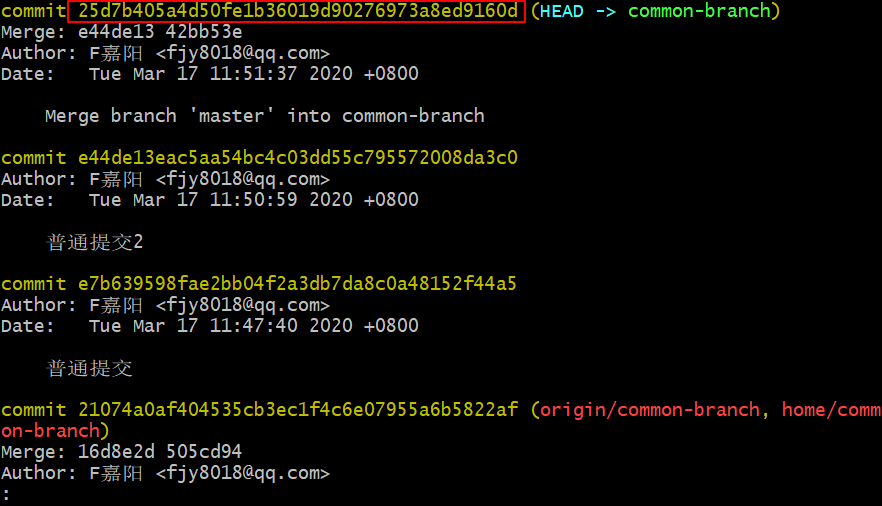 commit 25d7b405a4d50fe1b36019d90276973a8ed9160d (HEAD -> common-branch)
Merge: e44de13 42bb53e
Author: F嘉阳 <fjy8018@qq.com>
Date:   Tue Mar 17 11:51:37 2020 +0800
    Merge branch 'master' into common-branch
commit e44de13eac5aa54bc4c03dd55c795572008da3c0
Author: F嘉阳 <fjy8018@qq.com>
Date:   Tue Mar 17 11:50:59 2020 +0800
    普通提交2
commit e7b639598fae2bb04f2a3db7da8c0a48152f44a5
Author: F嘉阳 <fjy8018@qq.com>
Date:   Tue Mar 17 11:47:40 2020 +0800
    普通提交
commit 21074a0af404535cb3ec1f4c6e07955a6b5822af (origin/common-branch, home/comm
on-branch)
Merge: 16d8e2d 505cd94
Author: F嘉阳 <fjy8018@qq.com>
: